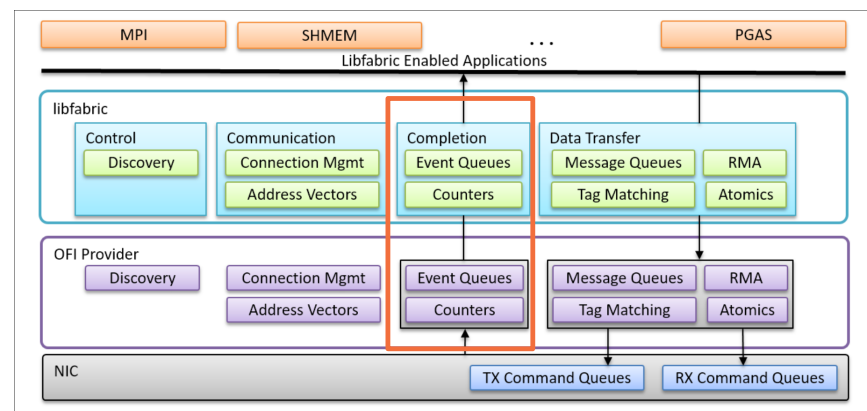 MPI SHMEM ... PGAS
Libfabric Enabled Applications
libfabric
Control Communication Completion Data Transfer
Discovery Connection Mgmt Event Queues Message Queues RMA
Address Vectors Counters Tag Matching Atomics
OFI Provider
Discovery Connection Mgmt Event Queues Message Queues RMA
Address Vectors Counters Tag Matching Atomics
NIC
TX Command Queues RX Command Queues